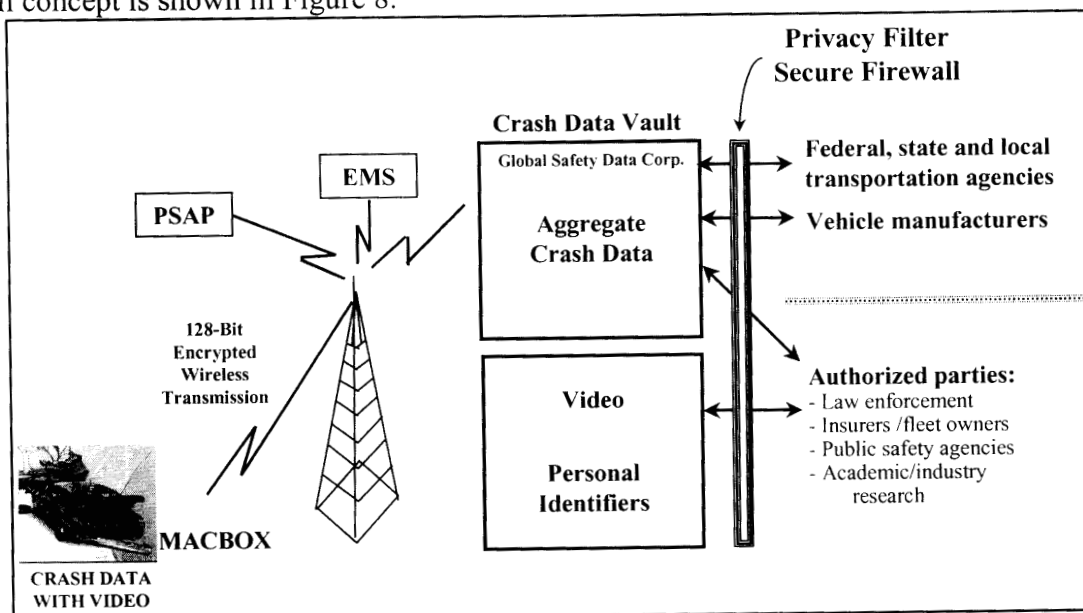 n concept is shown in Figure 8.
Privacy Filter
Secure Firewall
Crash Data Vault
Global Safety Data Corp.
Aggregate
Crash Data
Federal, state and local
transportation agencies
Vehicle manufacturers
EMS
PSAP
128-Bit
Encrypted
Wireless
Transmission
Video
Personal
Identifiers
Authorized parties:
- Law enforcement
- Insurers /fleet owners
- Public safety agencies
- Academic/industry
research
MACBOX
CRASH DATA
WITH VIDEO